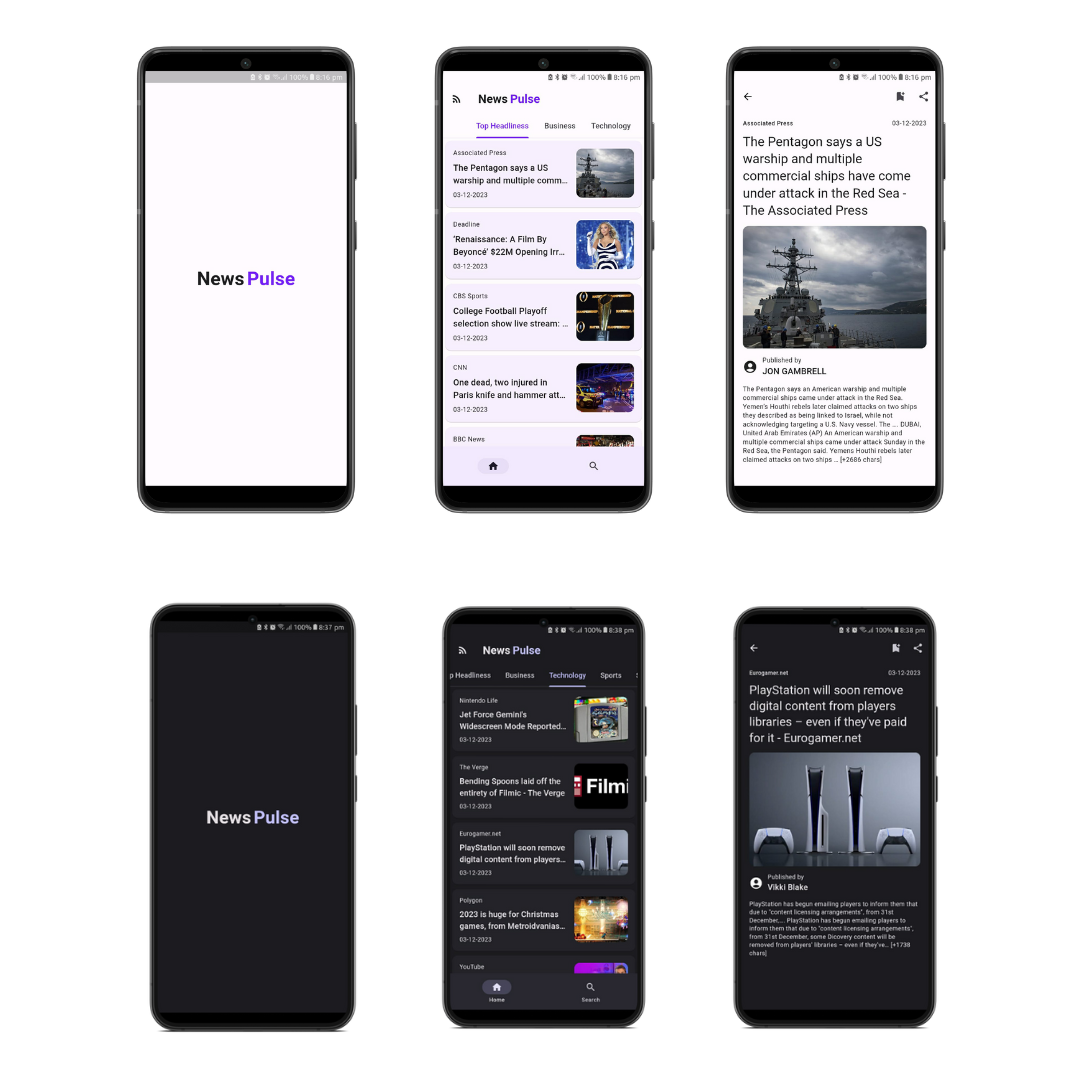 100% 8:16 pm
News Pulse
100% 8:16 pm
News Pulse
Top Headliness Business Technology
Associated Press
The Pentagon says a US
warship and multiple comm...
03-12-2023
Deadline
‘Renaissance: A Film By
Beyoncé’ $22M Opening Irr...
03-12-2023
CBS Sports
College Football Playoff
selection show live stream: ...
03-12-2023
CNN
One dead, two injured in
Paris knife and hammer att...
03-12-2023
BBC News
100% 8:16 pm
Associated Press 03-12-2023
The Pentagon says a US
warship and multiple
commercial ships have come
under attack in the Red Sea -
The Associated Press
Published by
JON GAMBRELL
The Pentagon says an American warship and multiple
commercial ships came under attack in the Red Sea.
Yemen's Houthi rebels later claimed attacks on two ships
they described as being linked to Israel, while not
acknowledging targeting a U.S. Navy vessel. The ... DUBAI,
United Arab Emirates (AP) An American warship and
multiple commercial ships came under attack Sunday in the
Red Sea, the Pentagon said. Yemens Houthi rebels later
claimed attacks on two ships ... [+2686 chars]
100% 8:37 pm
News Pulse
100% 8:38 pm
News Pulse
p Headliness Business Technology Sports
Nintendo Life
Jet Force Gemini's
Widescreen Mode Reported...
03-12-2023
The Verge
Bending Spoons laid off the
entirety of Filmic - The Verge
03-12-2023
Filmi
Eurogamer.net
PlayStation will soon remove
digital content from players...
03-12-2023
Polygon
2023 is huge for Christmas
games, from Metroidvanias...
03-12-2023
YouTube
Home Search
100% 8:38 pm
Eurogamer.net 03-12-2023
PlayStation will soon remove
digital content from players
libraries – even if they've paid
for it - Eurogamer.net
Published by
Vikki Blake
PlayStation has begun emailing players to inform them that
due to "content licensing arrangements", from 31st
December,... PlayStation has begun emailing players to
inform them that due to "content licensing arrangements",
from 31st December, some Dicovery content will be
removed from players' libraries – even if they've... [+1738
chars]